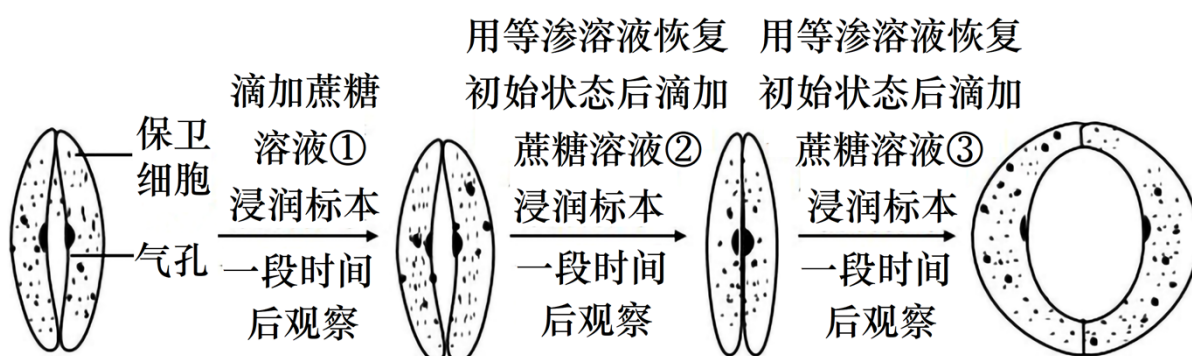 保卫
细胞
气孔
滴加蔗糖
溶液①
浸润标本
一段时间
后观察
用等渗溶液恢复
初始状态后滴加
蔗糖溶液②
浸润标本
一段时间
后观察
用等渗溶液恢复
初始状态后滴加
蔗糖溶液③
浸润标本
一段时间
后观察